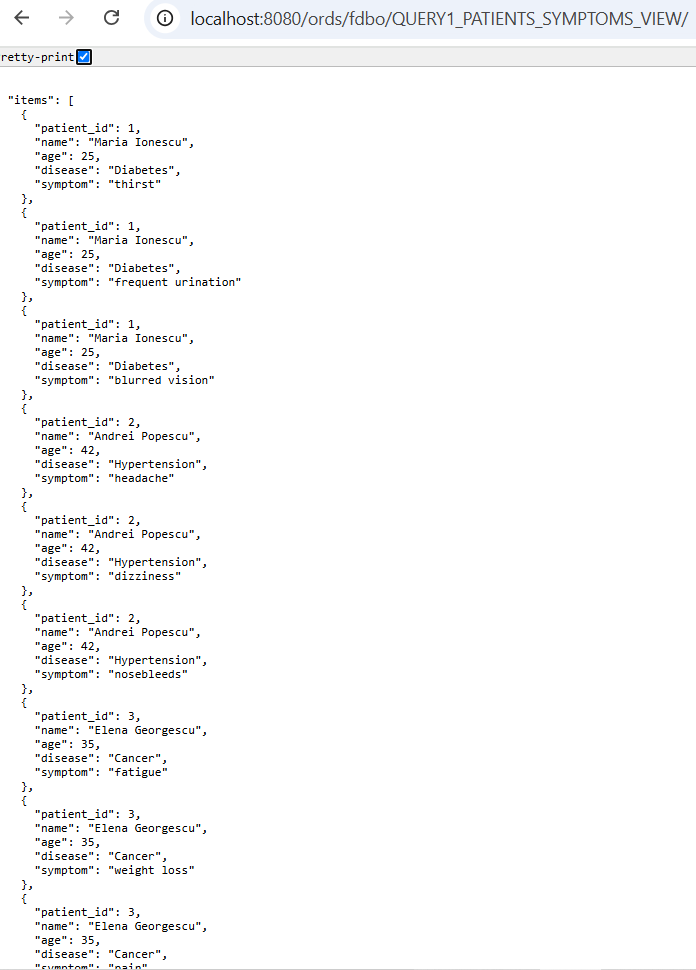 localhost:8080/ords/fdbo/QUERY1_PATIENTS_SYMPTOMS_VIEW/
retty-print
"items": [
{
"patient_id": 1,
"name": "Maria Ionescu",
"age": 25,
"disease": "Diabetes",
"symptom": "thirst"
},
{
"patient_id": 1,
"name": "Maria Ionescu",
"age": 25,
"disease": "Diabetes",
"symptom": "frequent urination"
},
{
"patient_id": 1,
"name": "Maria Ionescu",
"age": 25,
"disease": "Diabetes",
"symptom": "blurred vision"
},
{
"patient_id": 2,
"name": "Andrei Popescu",
"age": 42,
"disease": "Hypertension",
"symptom": "headache"
},
{
"patient_id": 2,
"name": "Andrei Popescu",
"age": 42,
"disease": "Hypertension",
"symptom": "dizziness"
},
{
"patient_id": 2,
"name": "Andrei Popescu",
"age": 42,
"disease": "Hypertension",
"symptom": "nosebleeds"
},
{
"patient_id": 3,
"name": "Elena Georgescu",
"age": 35,
"disease": "Cancer",
"symptom": "fatigue"
},
{
"patient_id": 3,
"name": "Elena Georgescu",
"age": 35,
"disease": "Cancer",
"symptom": "weight loss"
},
{
"patient_id": 3,
"name": "Elena Georgescu",
"age": 35,
"disease": "Cancer",
"symptom": "pain"